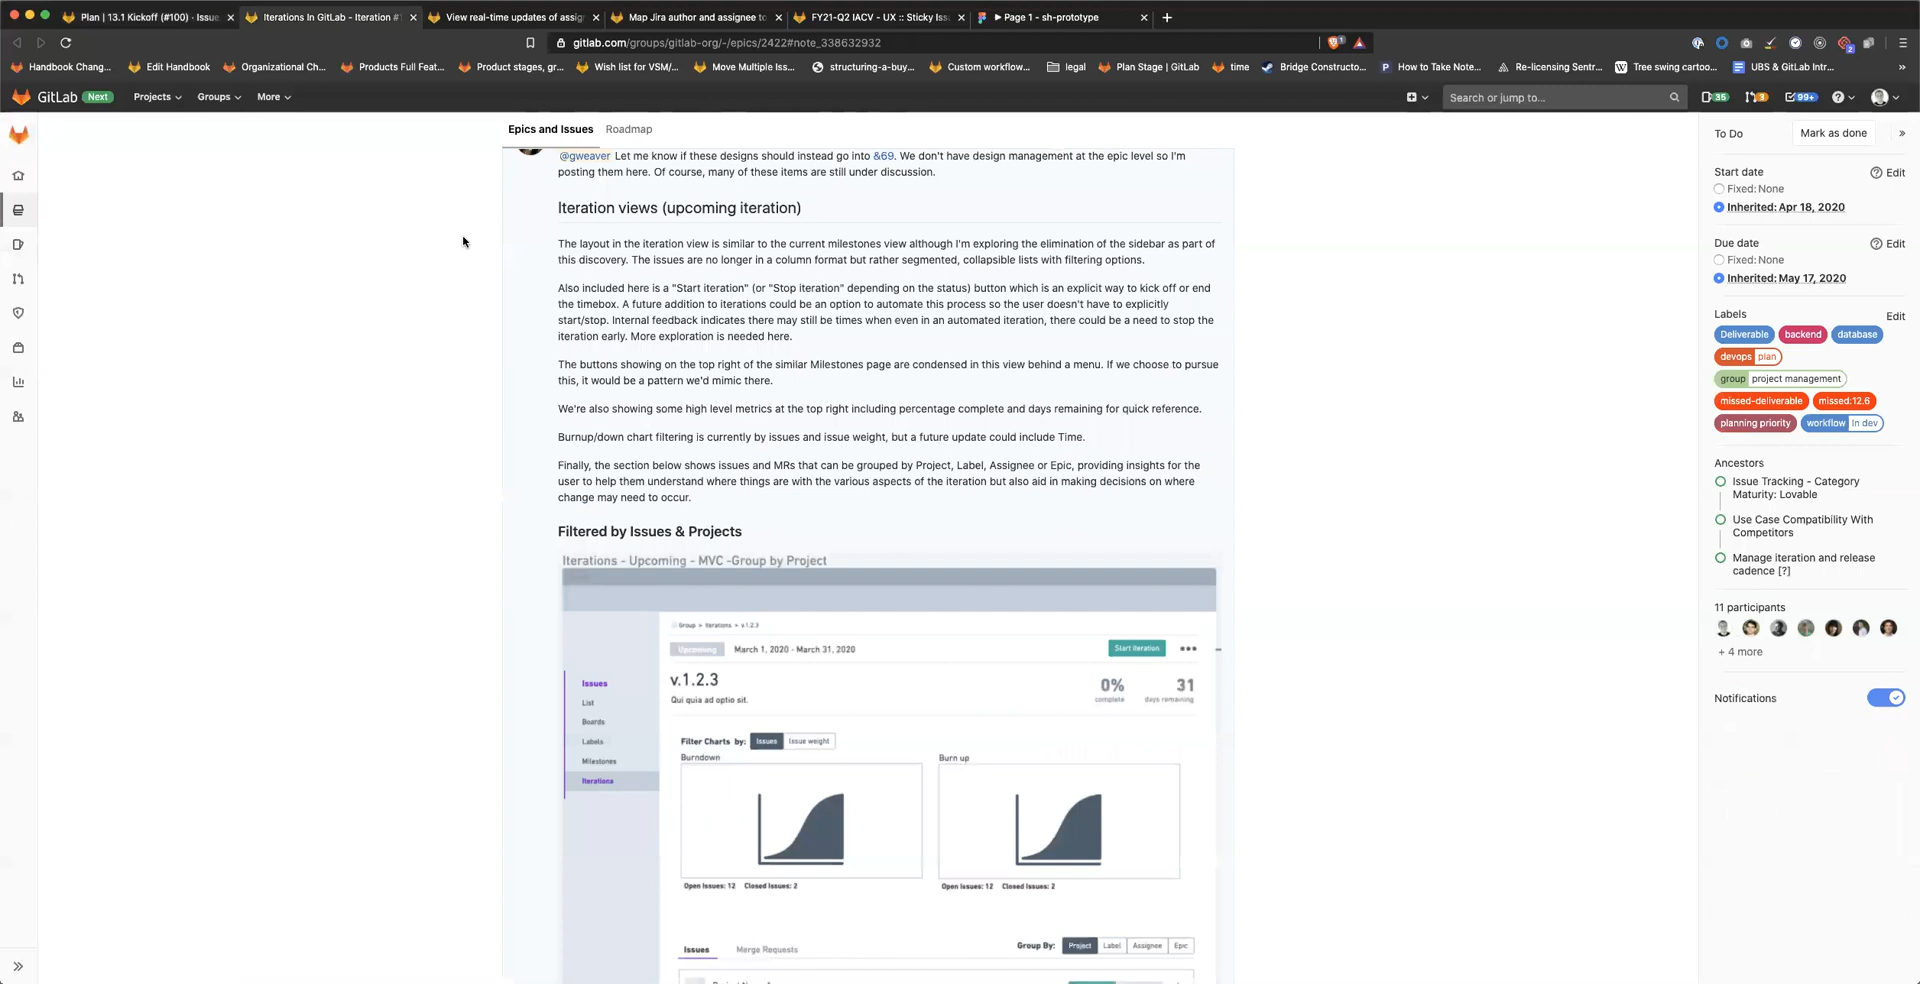 Plan | 13.1 Kickoff (#100) · Issue
Iterations In GitLab - Iteration #
View real-time updates of assig
Map Jira author and assignee to
FY21-Q2 IACV - UX :: Sticky Iss
Page 1 - sh-prototype
gitlab.com/groups/gitlab-org/-/epics/2422#note_338632932
Handbook Chang...
Edit Handbook
Organizational Ch...
Products Full Feat...
Product stages, gr...
Wish list for VSM/...
Move Multiple Iss...
structuring-a-buy...
Custom workflow...
legal
Plan Stage | GitLab
time
Bridge Constructo...
How to Take Note...
Re-licensing Sentr...
Tree swing cartoo...
UBS & GitLab Intr...
GitLab Next
Projects
Groups
More
Search or jump to...
35
3
99+
Epics and Issues
Roadmap
@gweaver Let me know if these designs should instead go into &69. We don't have design management at the epic level so I'm
posting them here. Of course, many of these items are still under discussion.
Iteration views (upcoming iteration)
The layout in the iteration view is similar to the current milestones view although I'm exploring the elimination of the sidebar as part of
this discovery. The issues are no longer in a column format but rather segmented, collapsible lists with filtering options.
Also included here is a "Start iteration" (or "Stop iteration" depending on the status) button which is an explicit way to kick off or end
the timebox. A future addition to iterations could be an option to automate this process so the user doesn't have to explicitly
start/stop. Internal feedback indicates there may still be times when even in an automated iteration, there could be a need to stop the
iteration early. More exploration is needed here.
The buttons showing on the top right of the similar Milestones page are condensed in this view behind a menu. If we choose to pursue
this, it would be a pattern we'd mimic there.
We're also showing some high level metrics at the top right including percentage complete and days remaining for quick reference.
Burnup/down chart filtering is currently by issues and issue weight, but a future update could include Time.
Finally, the section below shows issues and MRs that can be grouped by Project, Label, Assignee or Epic, providing insights for the
user to help them understand where things are with the various aspects of the iteration but also aid in making decisions on where
change may need to occur.
Filtered by Issues & Projects
Iterations - Upcoming - MVC -Group by Project
Group > Iterations > v.1.2.3
Upcoming
March 1, 2020 - March 31, 2020
Start iteration
v.1.2.3
Qui quia ad optio sit.
0%
complete
31
days remaining
Issues
List
Boards
Labels
Milestones
Iterations
Filter Charts by: Issues Issue weight
Burndown
Burn up
Open Issues: 12 Closed Issues: 2
Open Issues: 12 Closed Issues: 2
Issues
Merge Requests
Group By: Project Label Assignee Epic
To Do
Mark as done
Start date
Edit
Fixed: None
Inherited: Apr 18, 2020
Due date
Edit
Fixed: None
Inherited: May 17, 2020
Labels
Edit
Deliverable backend database
devops plan
group project management
missed-deliverable missed:12.6
planning priority workflow In dev
Ancestors
Issue Tracking - Category
Maturity: Lovable
Use Case Compatibility With
Competitors
Manage iteration and release
cadence [?]
11 participants
+ 4 more
Notifications